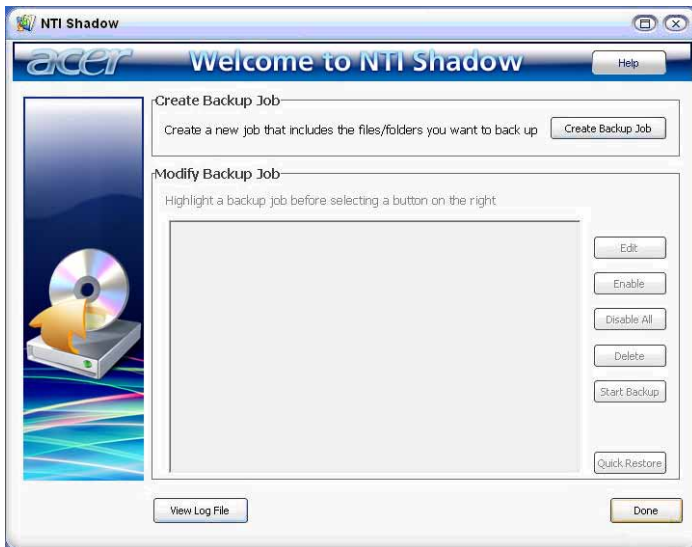 NTI Shadow
acer Welcome to NTI Shadow Help
Create Backup Job
Create a new job that includes the files/folders you want to back up Create Backup Job
Modify Backup Job
Highlight a backup job before selecting a button on the right
Edit
Enable
Disable All
Delete
Start Backup
Quick Restore
View Log File Done